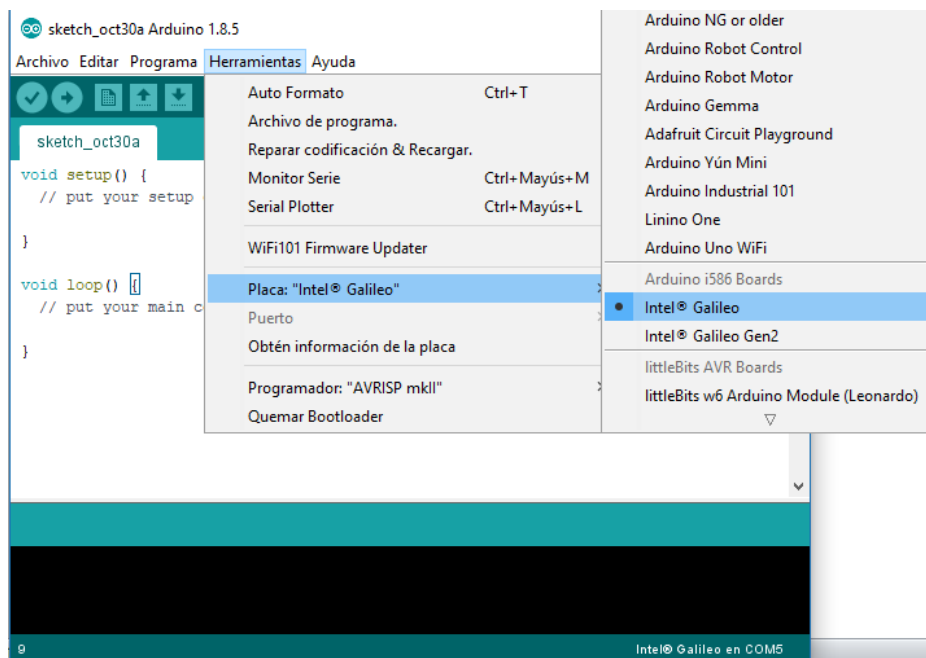 sketch_oct30a Arduino 1.8.5
Archivo Editar Programa Herramientas Ayuda
sketch_oct30a
void setup() {
// put your setup
}
void loop() {
// put your main c
}
Auto Formato Ctrl+T
Archivo de programa.
Reparar codificación & Recargar.
Monitor Serie Ctrl+Mayús+M
Serial Plotter Ctrl+Mayús+L
WiFi101 Firmware Updater
Placa: "Intel® Galileo"
Puerto
Obtén información de la placa
Programador: "AVRISP mkII"
Quemar Bootloader
Arduino NG or older
Arduino Robot Control
Arduino Robot Motor
Arduino Gemma
Adafruit Circuit Playground
Arduino Yún Mini
Arduino Industrial 101
Linino One
Arduino Uno WiFi
Arduino i586 Boards
Intel® Galileo
Intel® Galileo Gen2
littleBits AVR Boards
littleBits w6 Arduino Module (Leonardo)
9 Intel® Galileo en COM5